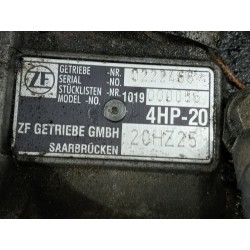 ZF
GETRIEBE -NR.
SERIAL -NO.
STÜCKLISTEN -NR.
MODEL -NO. 1019
4HP-20
ZF GETRIEBE GMBH 20HZ25
SAARBRÜCKEN